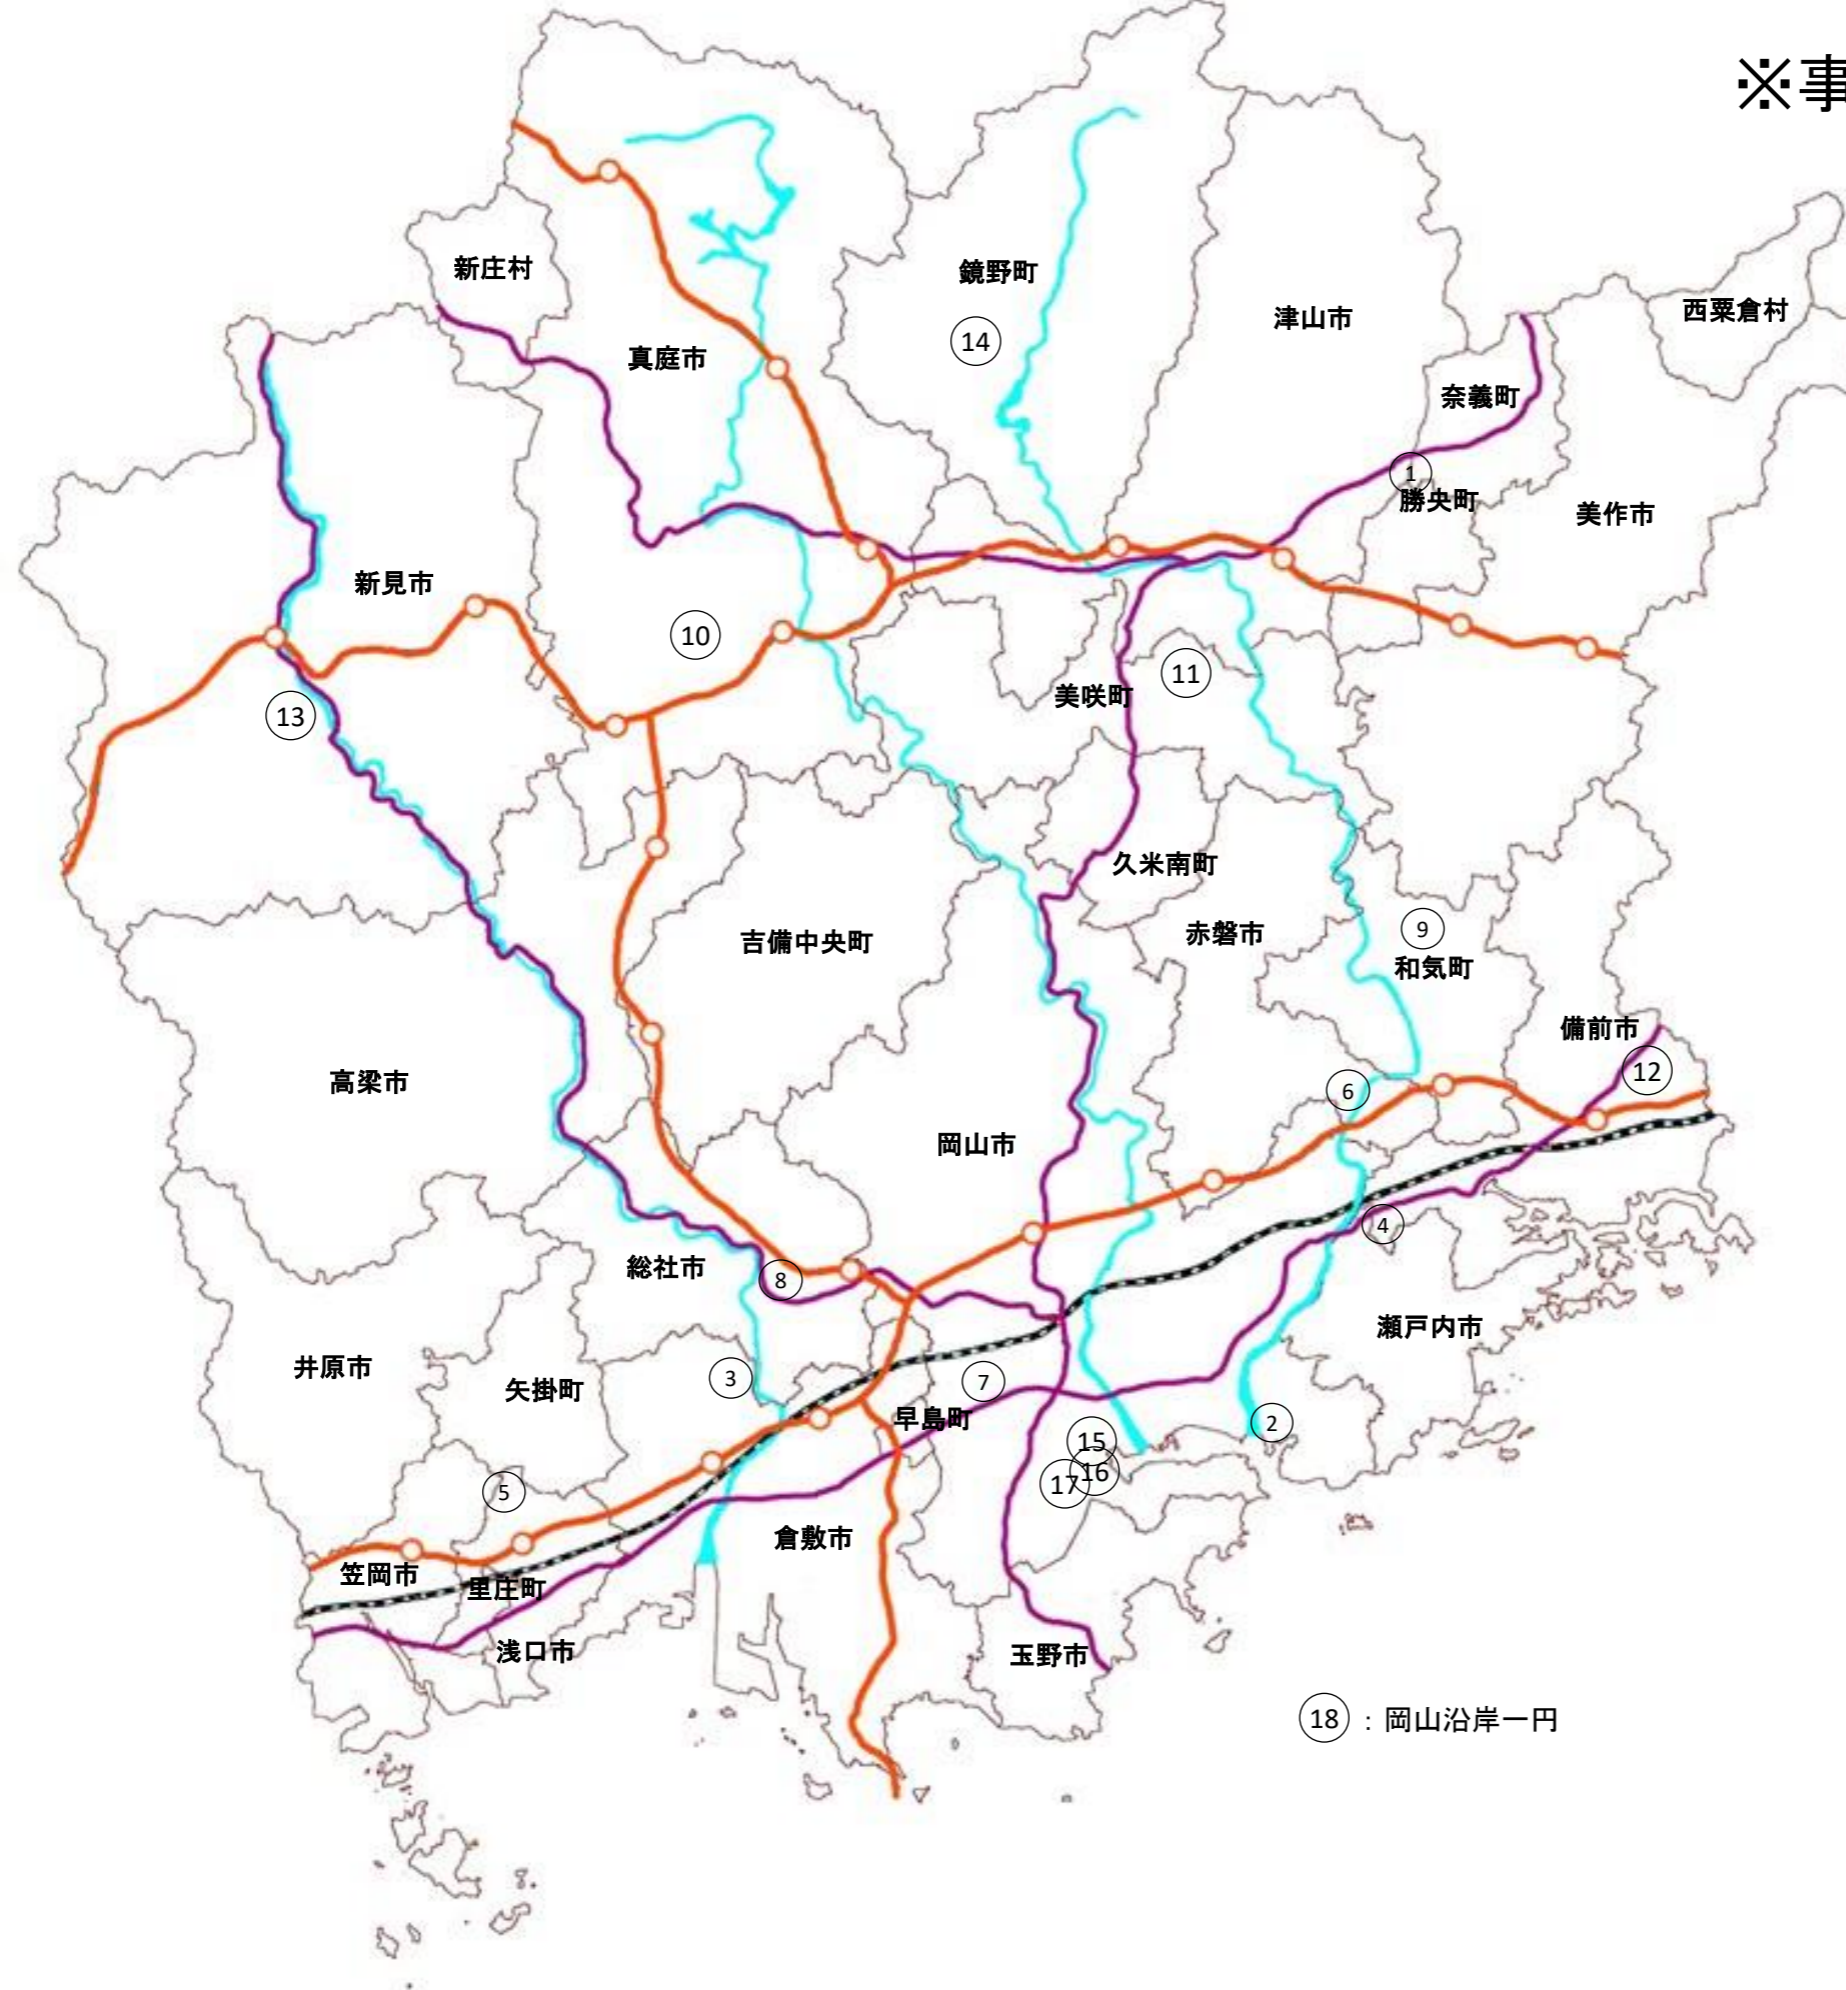 ※事
新庄村
鏡野町
⑭
津山市
西粟倉村
真庭市
奈義町
①
勝央町
美作市
新見市
⑩
⑪
美咲町
⑬
久米南町
吉備中央町
赤磐市
⑨
和気町
備前市
⑫
高梁市
⑥
岡山市
④
総社市
⑧
瀬戸内市
井原市
矢掛町
③
⑦
早島町
②
⑮
⑯
⑰
⑤
倉敷市
笠岡市
里庄町
浅口市
玉野市
⑱：岡山沿岸一円